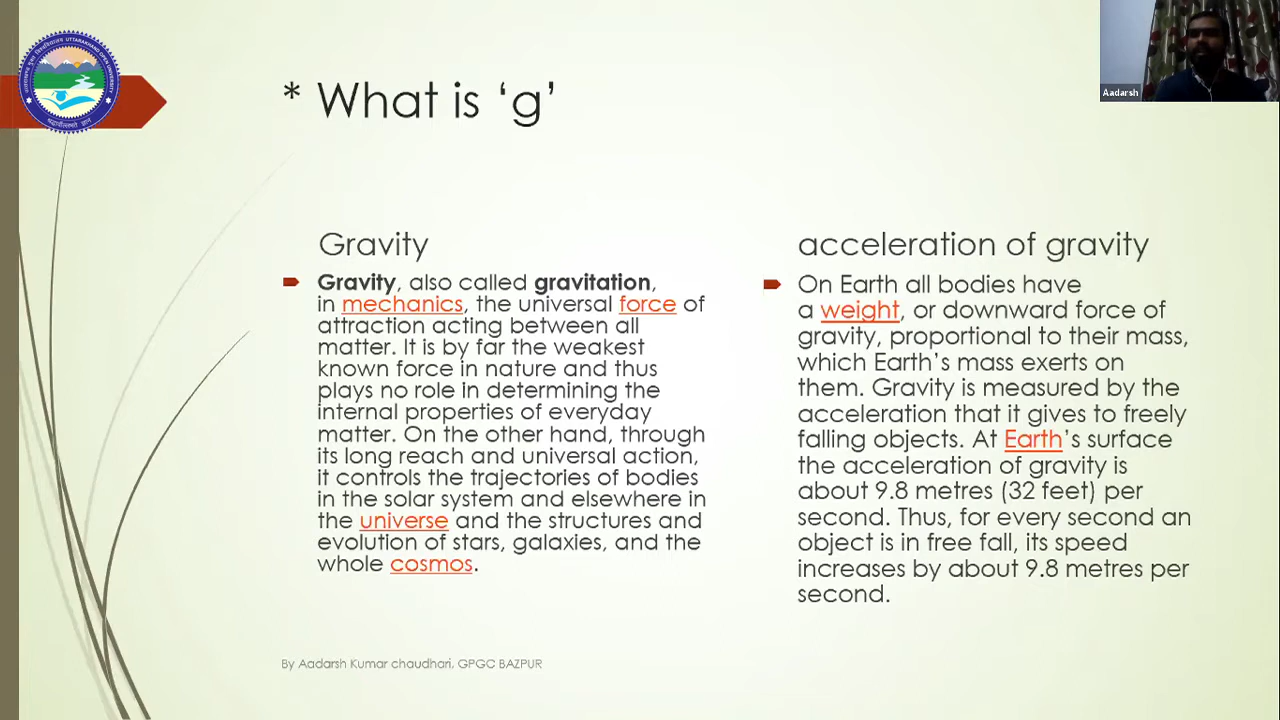 UTTARAKHAND OPEN UNIVERSITY
* What is ‘g’
Aadarsh
Gravity
Gravity, also called gravitation,
in mechanics, the universal force of
attraction acting between all
matter. It is by far the weakest
known force in nature and thus
plays no role in determining the
internal properties of everyday
matter. On the other hand, through
its long reach and universal action,
it controls the trajectories of bodies
in the solar system and elsewhere in
the universe and the structures and
evolution of stars, galaxies, and the
whole cosmos.
acceleration of gravity
On Earth all bodies have
a weight, or downward force of
gravity, proportional to their mass,
which Earth’s mass exerts on
them. Gravity is measured by the
acceleration that it gives to freely
falling objects. At Earth’s surface
the acceleration of gravity is
about 9.8 metres (32 feet) per
second. Thus, for every second an
object is in free fall, its speed
increases by about 9.8 metres per
second.
By Aadarsh Kumar chaudhari, GPGC BAZPUR